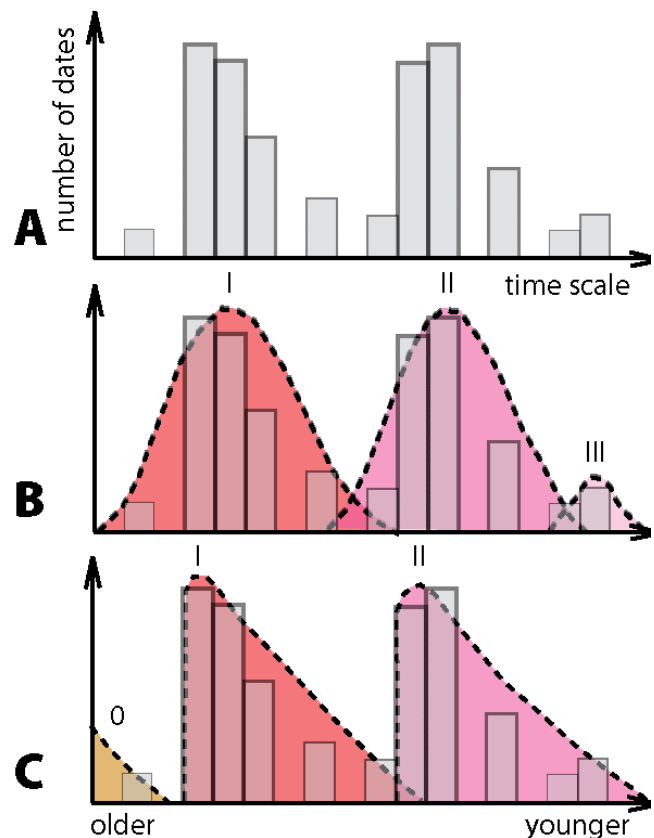 number of dates
A
time scale
I
II
B
III
I
II
0
C
older
younger